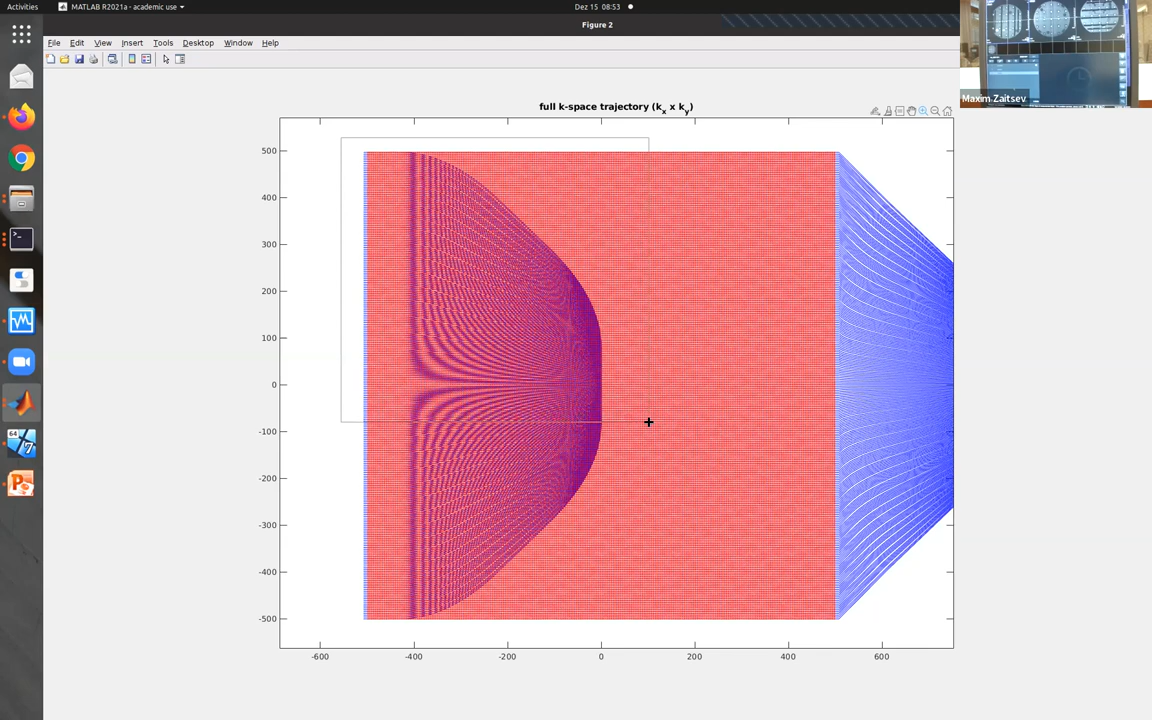 Activities
MATLAB R2021a - academic use
Dez 15 08:53
Figure 2
File Edit View Insert Tools Desktop Window Help
Maxim Zaitsev
full k-space trajectory (kx x ky)
500
400
300
200
100
0
-100
-200
-300
-400
-500
-600 -400 -200 0 200 400 600
64
7